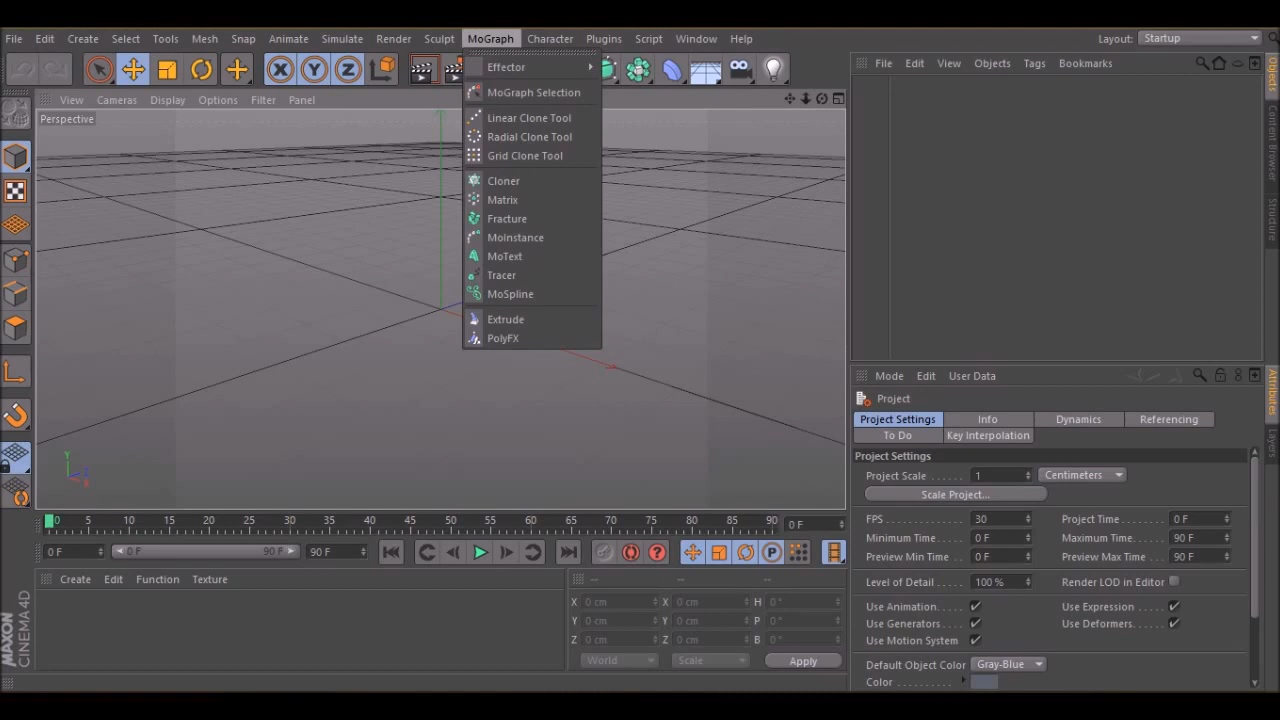 File Edit Create Select Tools Mesh Snap Animate Simulate Render Sculpt MoGraph Character Plugins Script Window Help Layout: Startup
Effector
MoGraph Selection
Linear Clone Tool
Radial Clone Tool
Grid Clone Tool
Cloner
Matrix
Fracture
MoInstance
MoText
Tracer
MoSpline
Extrude
PolyFX
X Y Z
View Cameras Display Options Filter Panel
Perspective
Y Z X
File Edit View Objects Tags Bookmarks
Objects
Content Browser
Structure
Mode Edit User Data
Attributes
Layers
Project
Project Settings Info Dynamics Referencing
To Do Key Interpolation
Project Settings
Project Scale ...... 1 Centimeters
Scale Project...
FPS 30 Project Time 0 F
Minimum Time 0 F Maximum Time 90 F
Preview Min Time 0 F Preview Max Time 90 F
Level of Detail 100 % Render LOD in Editor
Use Animation Use Expression
Use Generators Use Deformers
Use Motion System
Default Object Color Gray-Blue
Color
0 5 10 15 20 25 30 35 40 45 50 55 60 65 70 75 80 85 90 0 F
0 F 0 F 90 F 90 F ? P
Create Edit Function Texture
-- -- --
X 0 cm X 0 cm H 0 °
Y 0 cm Y 0 cm P 0 °
Z 0 cm Z 0 cm B 0 °
World Scale Apply
MAXON
CINEMA 4D